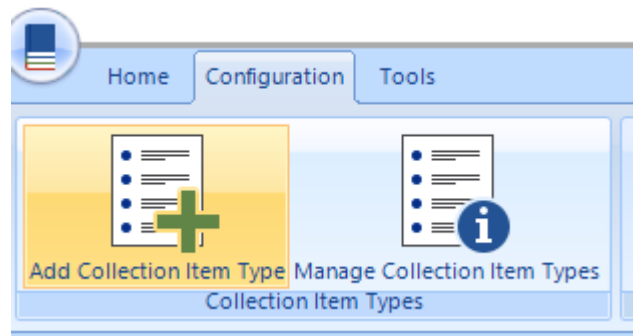 Home Configuration Tools
Add Collection Item Type Manage Collection Item Types
Collection Item Types